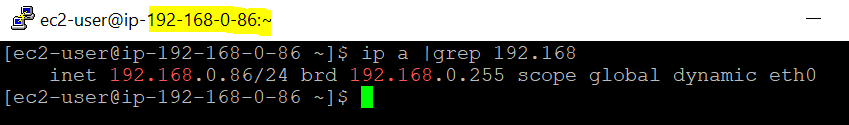 ec2-user@ip-192-168-0-86:~
[ec2-user@ip-192-168-0-86 ~]$ ip a |grep 192.168
    inet 192.168.0.86/24 brd 192.168.0.255 scope global dynamic eth0
[ec2-user@ip-192-168-0-86 ~]$